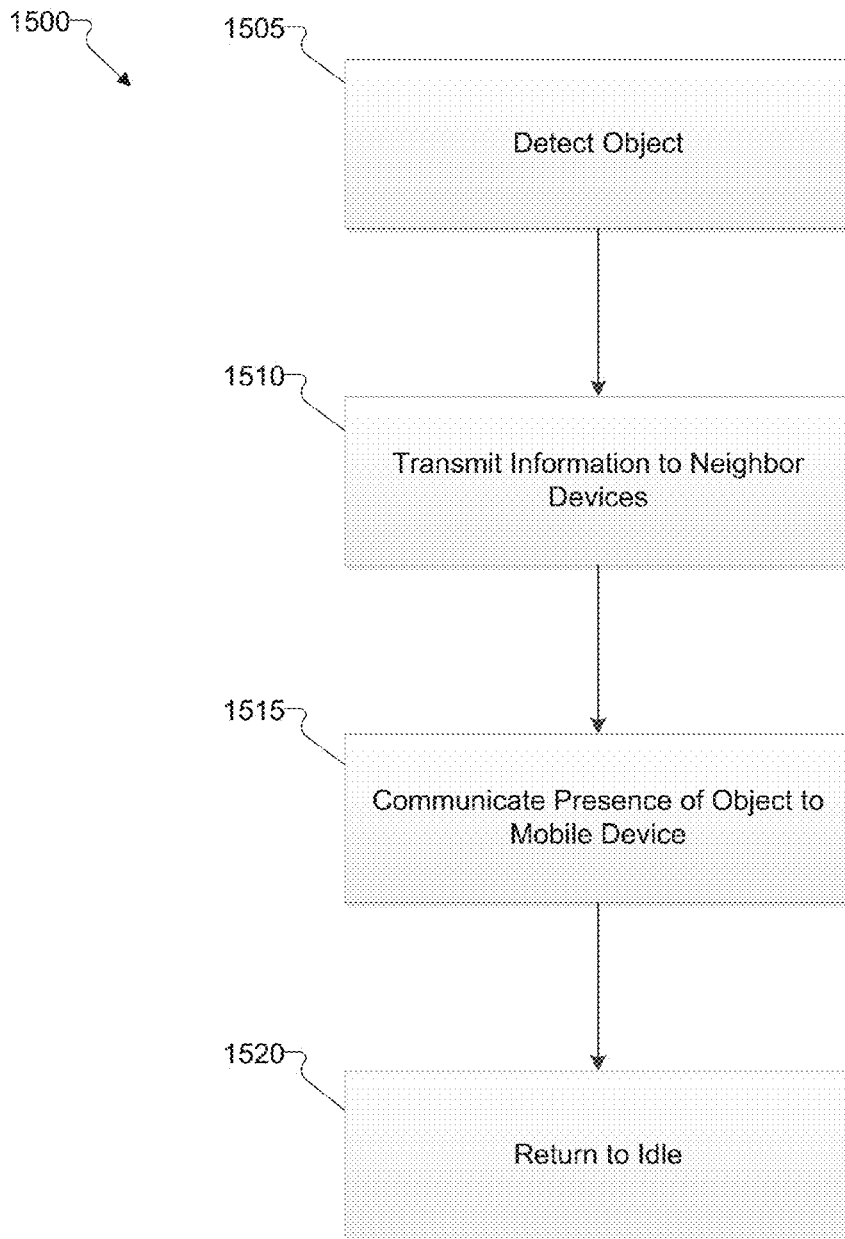 1500
1505
Detect Object
1510
Transmit Information to Neighbor
Devices
1515
Communicate Presence of Object to
Mobile Device
1520
Return to Idle